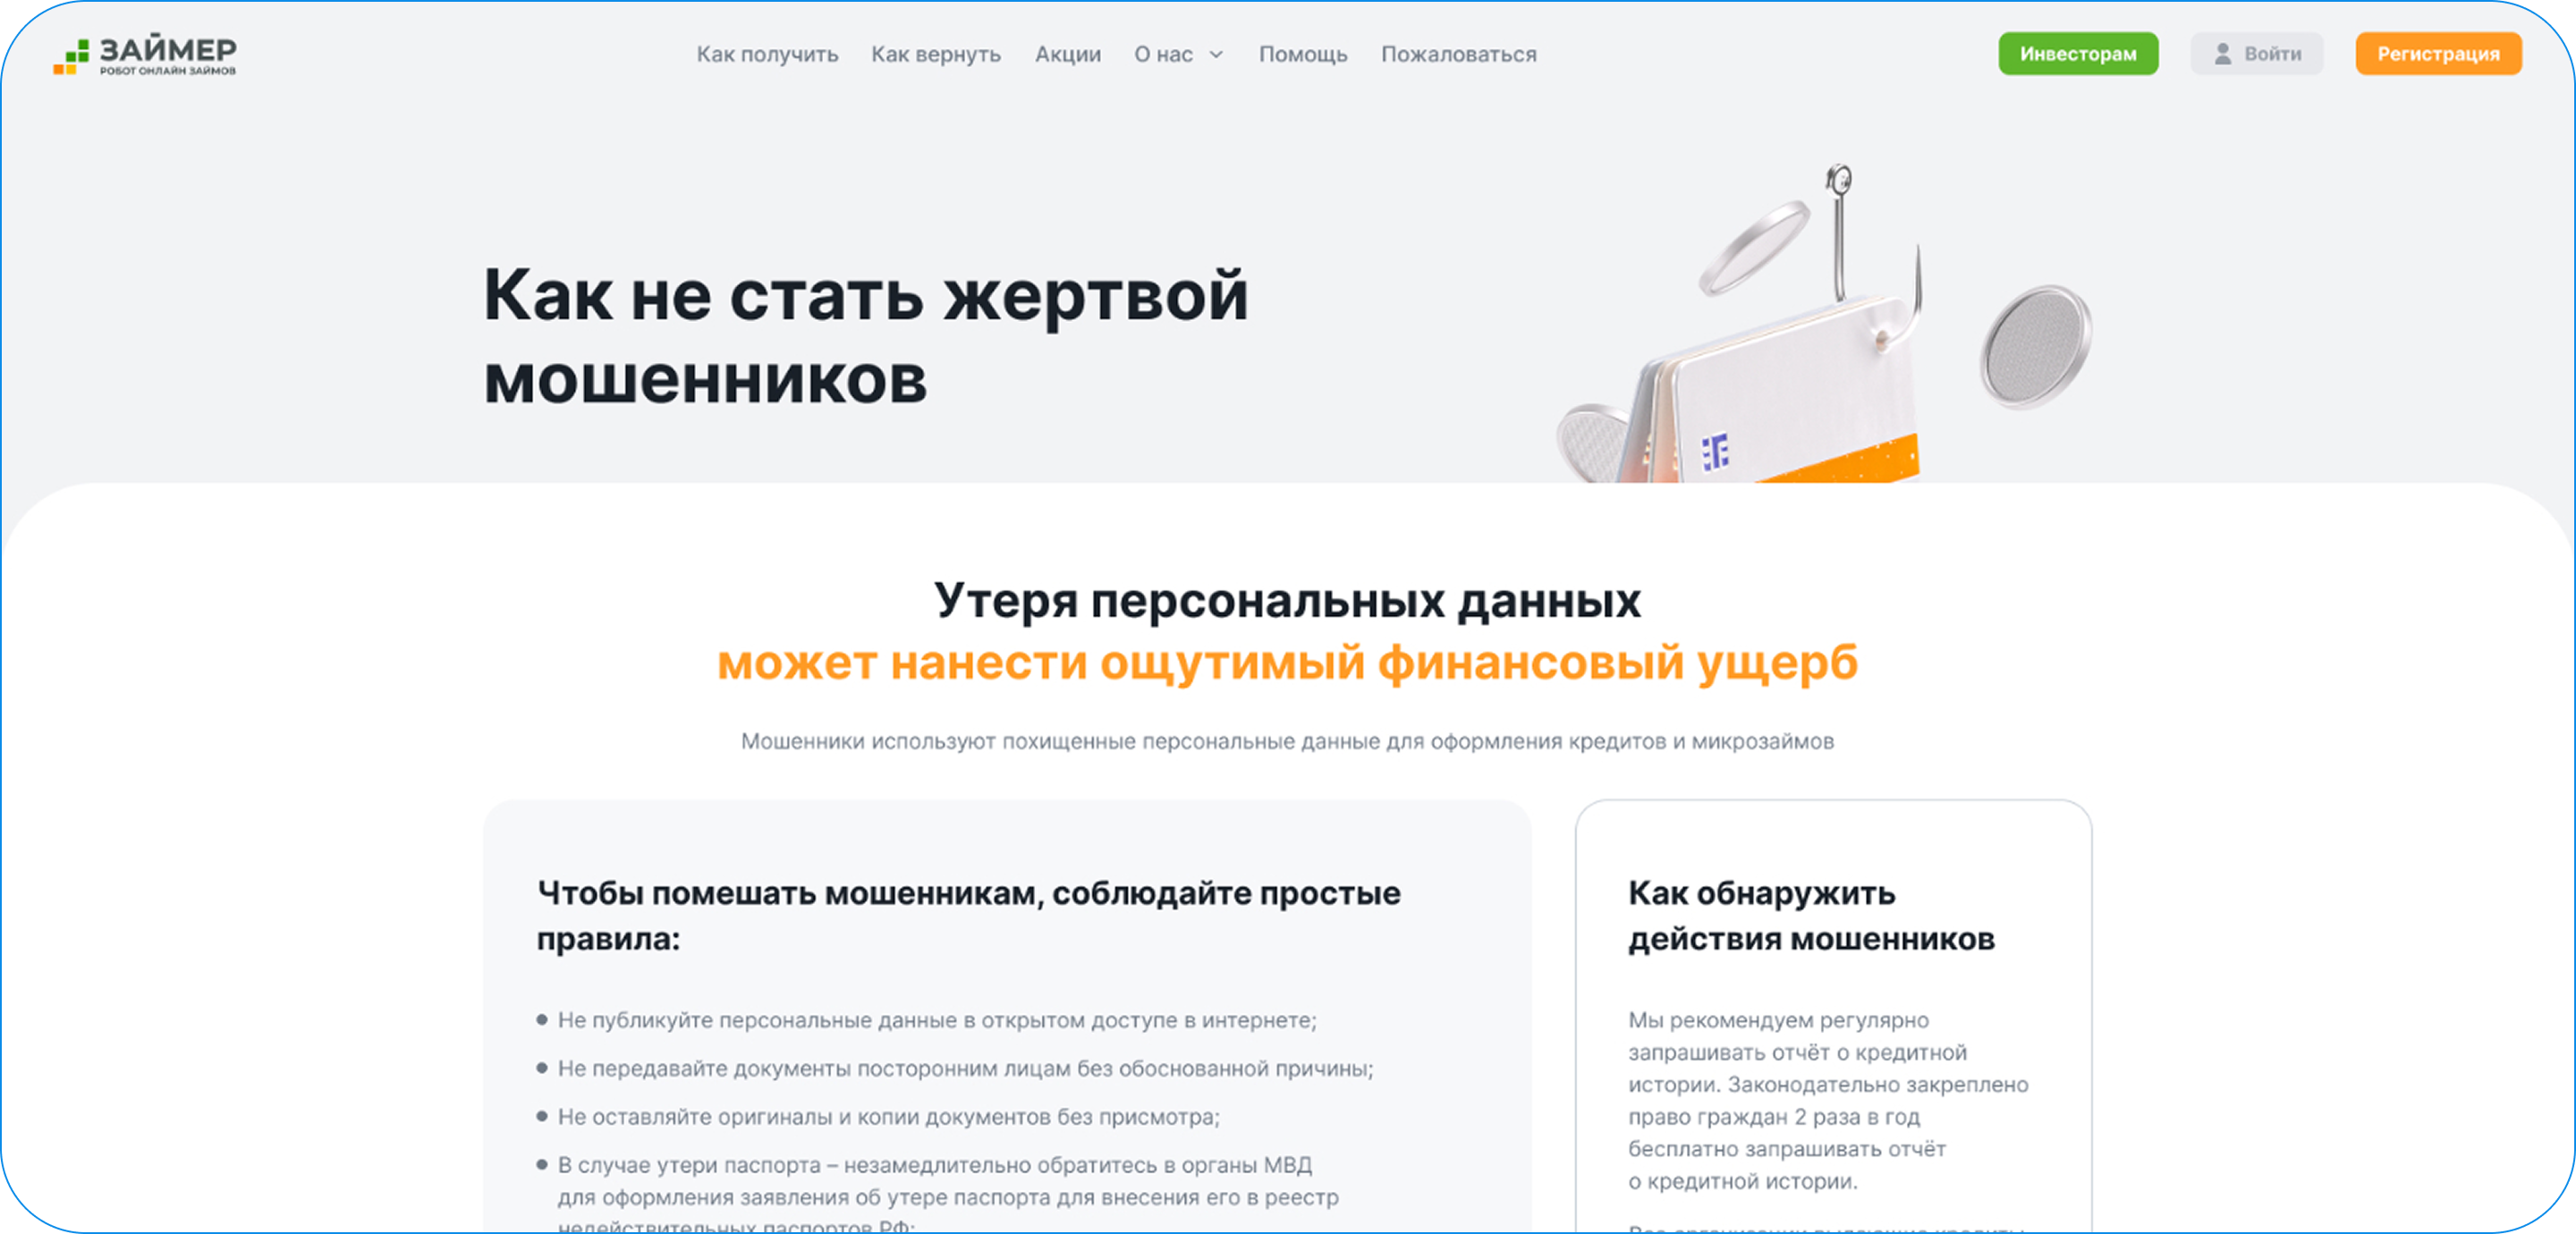 ЗАЙМЕР
РОБОТ ОНЛАЙН ЗАЙМОВ
Как получить
Как вернуть
Акции
О нас
Помощь
Пожаловаться
Инвесторам
Войти
Регистрация
Как не стать жертвой
мошенников
Утеря персональных данных
может нанести ощутимый финансовый ущерб
Мошенники используют похищенные персональные данные для оформления кредитов и микрозаймов
Чтобы помешать мошенникам, соблюдайте простые
правила:
● Не публикуйте персональные данные в открытом доступе в интернете;
● Не передавайте документы посторонним лицам без обоснованной причины;
● Не оставляйте оригиналы и копии документов без присмотра;
● В случае утери паспорта – незамедлительно обратитесь в органы МВД
для оформления заявления об утере паспорта для внесения его в реестр
недействительных паспортов РФ;
Как обнаружить
действия мошенников
Мы рекомендуем регулярно
запрашивать отчёт о кредитной
истории. Законодательно закреплено
право граждан 2 раза в год
бесплатно запрашивать отчёт
о кредитной истории.